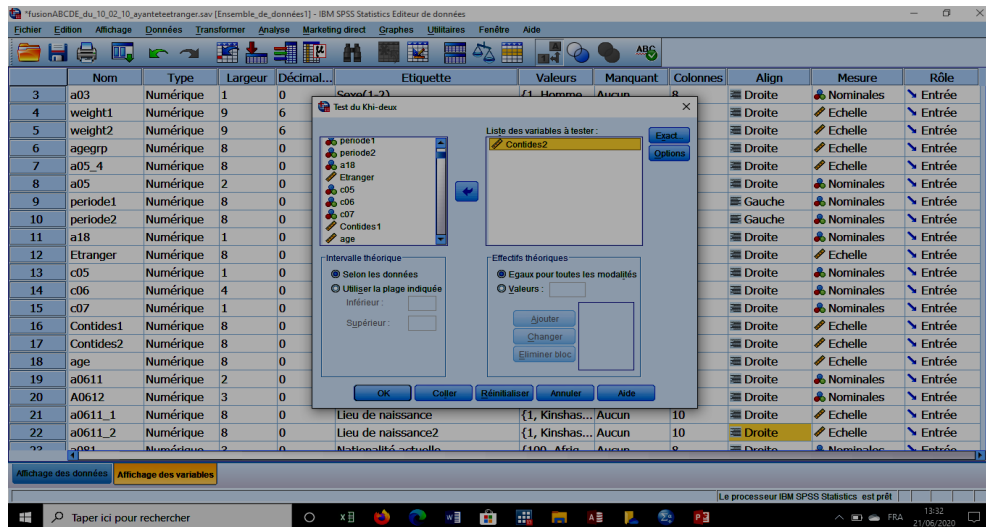 *fusionABCDE_du_10_02_10_ayanteteetranger.sav [Ensemble_de_données1] - IBM SPSS Statistics Editeur de données
Fichier Edition Affichage Données Transformer Analyse Marketing direct Graphes Utilitaires Fenêtre Aide
Nom Type Largeur Décimal... Etiquette Valeurs Manquant Colonnes Align Mesure Rôle
3 a03 Numérique 1 0 Sexe(1-2) {1, Homme Aucun 8 Droite Nominales Entrée
4 weight1 Numérique 9 6 Droite Echelle Entrée
5 weight2 Numérique 9 6 Droite Echelle Entrée
6 agegrp Numérique 8 0 Droite Echelle Entrée
7 a05_4 Numérique 8 0 Droite Echelle Entrée
8 a05 Numérique 2 0 Droite Nominales Entrée
9 periode1 Numérique 8 0 Gauche Nominales Entrée
10 periode2 Numérique 8 0 Gauche Nominales Entrée
11 a18 Numérique 1 0 Droite Nominales Entrée
12 Etranger Numérique 8 0 Droite Echelle Entrée
13 c05 Numérique 1 0 Droite Nominales Entrée
14 c06 Numérique 4 0 Droite Nominales Entrée
15 c07 Numérique 1 0 Droite Nominales Entrée
16 Contides1 Numérique 8 0 Droite Echelle Entrée
17 Contides2 Numérique 8 0 Droite Echelle Entrée
18 age Numérique 8 0 Droite Echelle Entrée
19 a0611 Numérique 2 0 Droite Nominales Entrée
20 A0612 Numérique 3 0 Droite Nominales Entrée
21 a0611_1 Numérique 8 0 Lieu de naissance {1, Kinshas... Aucun 10 Droite Echelle Entrée
22 a0611_2 Numérique 8 0 Lieu de naissance2 {1, Kinshas... Aucun 10 Droite Echelle Entrée
23 a081 Numérique 3 0 Nationalité actuelle {100, Afriq... Aucun 8 Droite Nominales Entrée
Test du Khi-deux
periode1
periode2
a18
Etranger
c05
c06
c07
Contides1
age
Liste des variables à tester :
Contides2
Exact...
Options
Intervalle théorique
Selon les données
Utiliser la plage indiquée
Inférieur :
Supérieur :
Effectifs théoriques
Egaux pour toutes les modalités
Valeurs :
Ajouter
Changer
Eliminer bloc
OK Coller Réinitialiser Annuler Aide
Affichage des données Affichage des variables
Le processeur IBM SPSS Statistics est prêt
Taper ici pour rechercher
FRA
13:32
21/06/2020